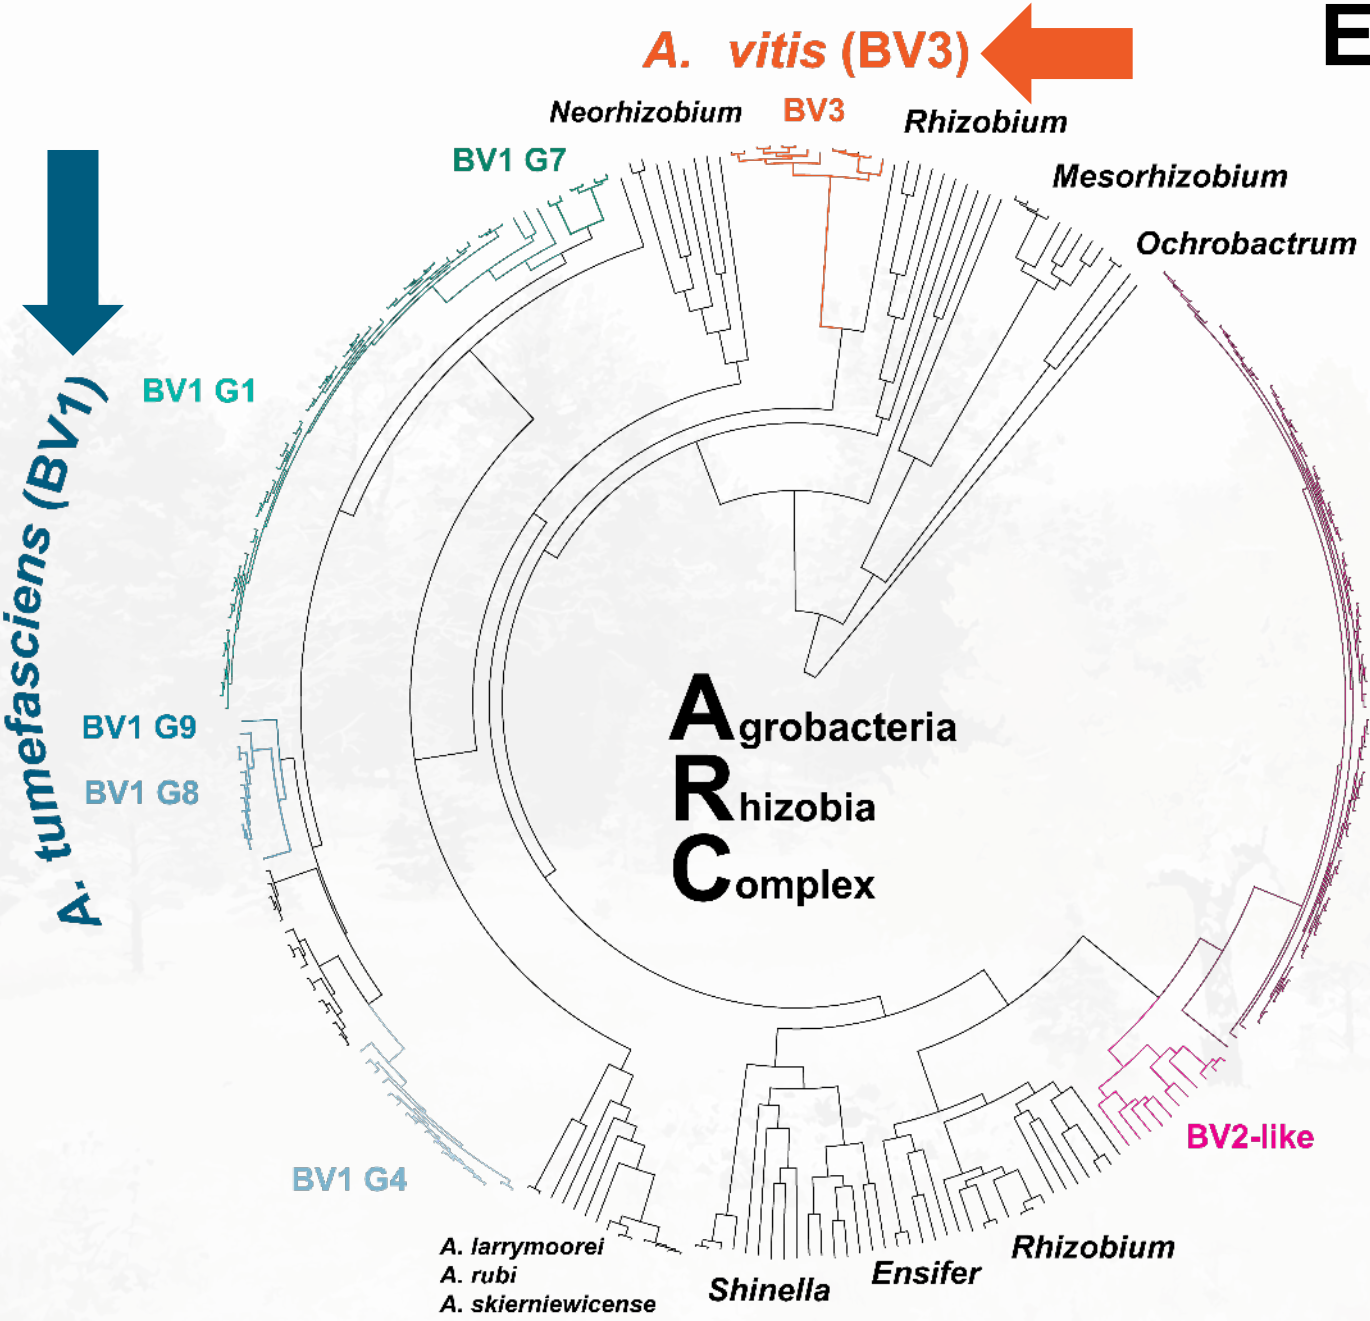 E
A. vitis (BV3)
Neorhizobium
BV3
Rhizobium
BV1 G7
Mesorhizobium
Ochrobactrum
BV1 G1
A. tumefasciens (BV1)
Agrobacteria
Rhizobia
Complex
BV1 G9
BV1 G8
BV2-like
BV1 G4
A. larrymoorei
A. rubi
A. skierniewicense
Shinella
Ensifer
Rhizobium